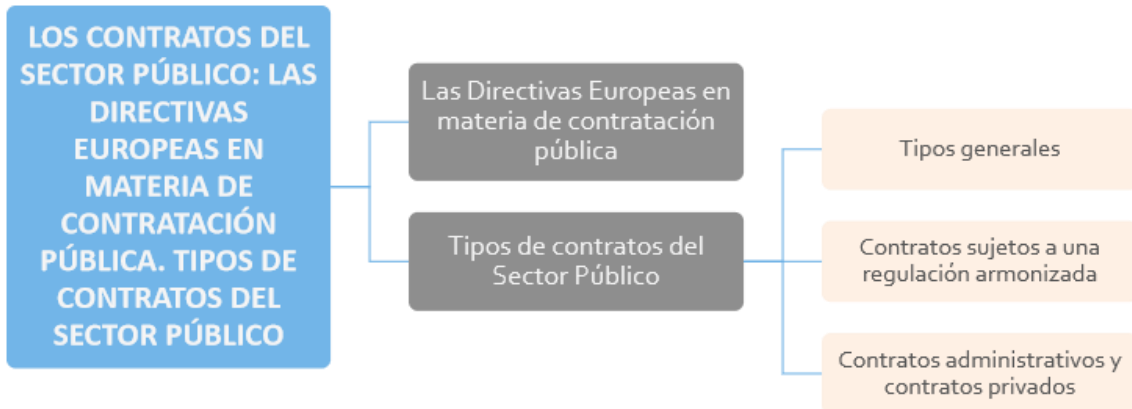 LOS CONTRATOS DEL
SECTOR PÚBLICO: LAS
DIRECTIVAS
EUROPEAS EN
MATERIA DE
CONTRATACIÓN
PÚBLICA. TIPOS DE
CONTRATOS DEL
SECTOR PÚBLICO
Las Directivas Europeas en
materia de contratación
pública
Tipos de contratos del
Sector Público
Tipos generales
Contratos sujetos a una
regulación armonizada
Contratos administrativos y
contratos privados